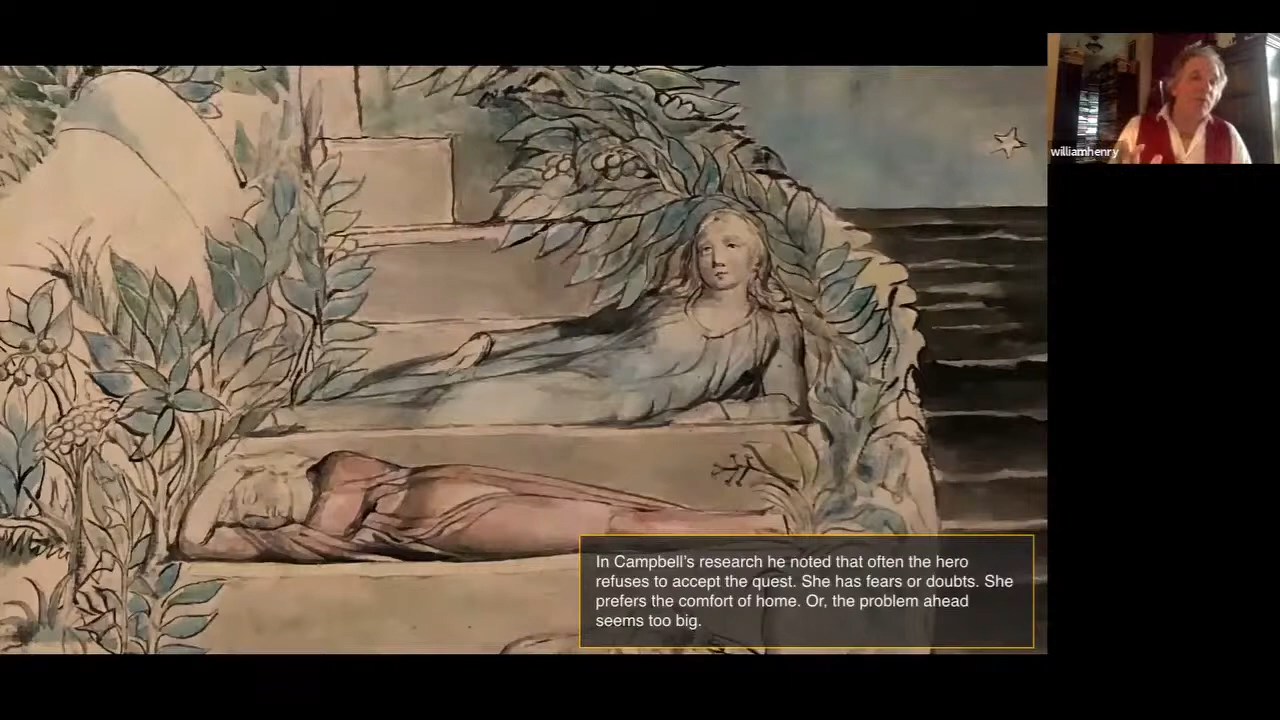 williamhenry
In Campbell's research he noted that often the hero
refuses to accept the quest. She has fears or doubts. She
prefers the comfort of home. Or, the problem ahead
seems too big.